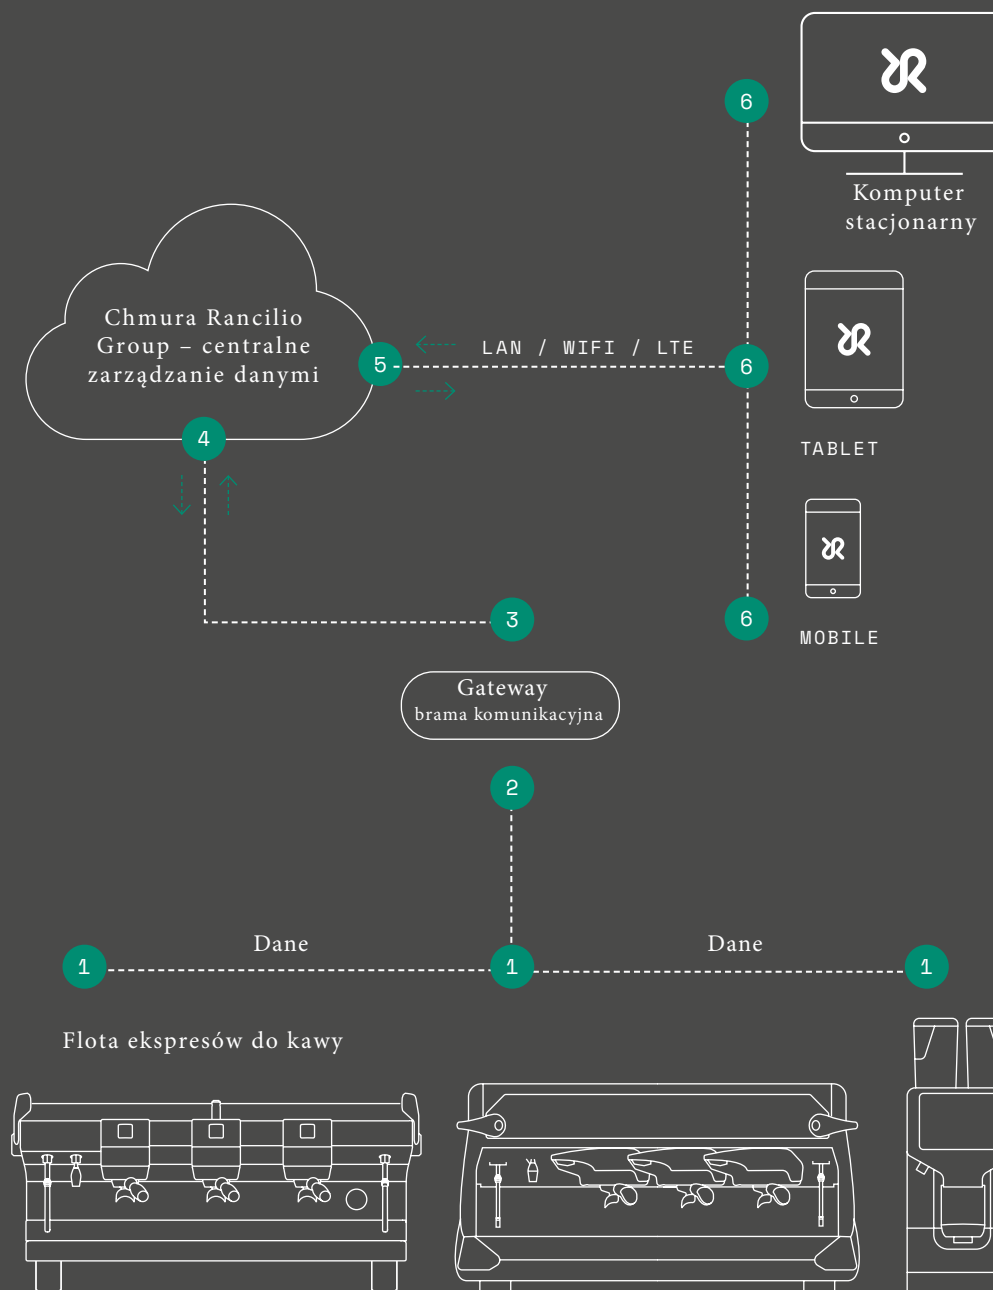 6
Komputer
stacjonarny
Chmura Rancilio
Group – centralne
zarządzanie danymi
5
LAN / WIFI / LTE
6
4
TABLET
3
6
MOBILE
Gateway
brama komunikacyjna
2
Dane
Dane
1
1
1
Flota ekspresów do kawy